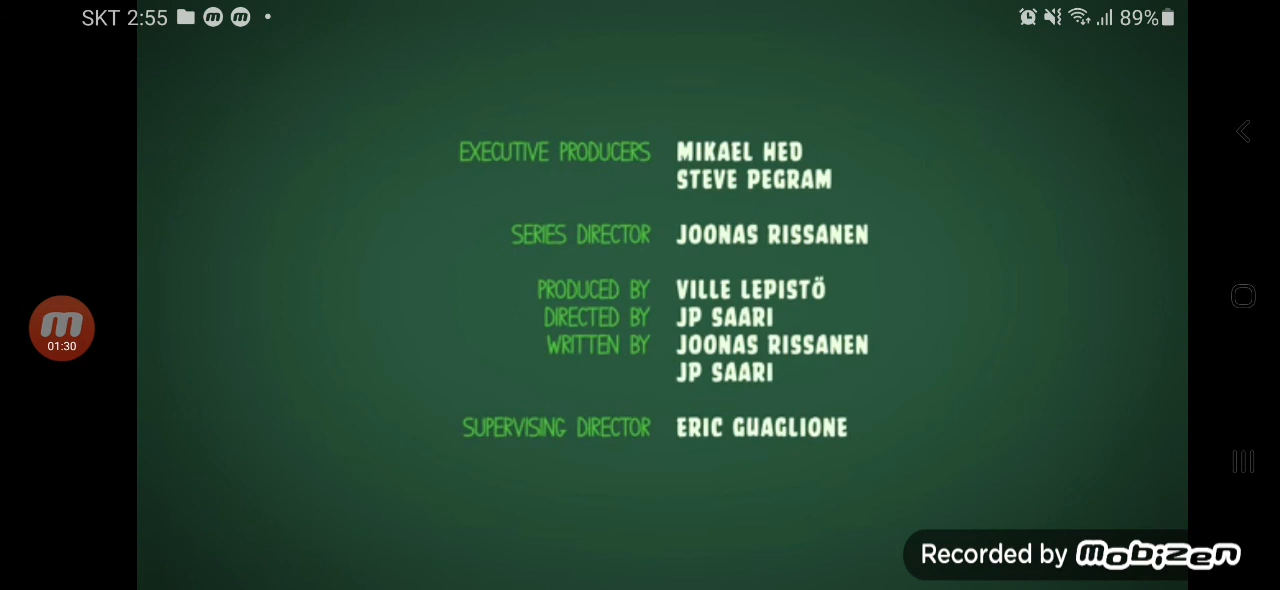 SKT 2:55 89%
EXECUTIVE PRODUCERS MIKAEL HED
STEVE PEGRAM
SERIES DIRECTOR JOONAS RISSANEN
PRODUCED BY VILLE LEPISTÖ
DIRECTED BY JP SAARI
WRITTEN BY JOONAS RISSANEN
JP SAARI
SUPERVISING DIRECTOR ERIC GUAGLIONE
m
01:30
Recorded by mobizen